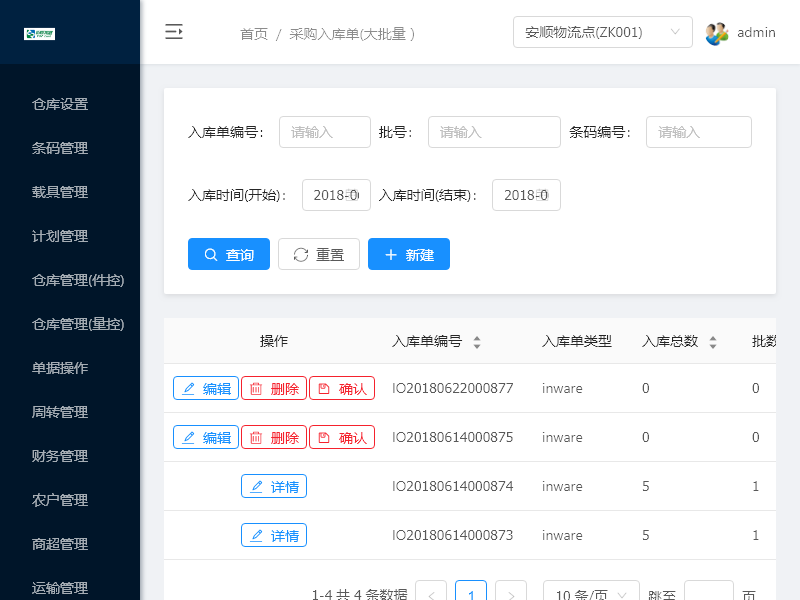 首页 / 采购入库单(大批量 )
安顺物流点(ZK001)
admin
仓库设置
条码管理
载具管理
计划管理
仓库管理(件控)
仓库管理(量控)
单据操作
周转管理
财务管理
农户管理
商超管理
运输管理
入库单编号: 请输入 批号: 请输入 条码编号: 请输入
入库时间(开始): 2018-0 入库时间(结束): 2018-0
查询 重置 新建
操作 入库单编号 入库单类型 入库总数 批数
编辑 删除 确认 IO20180622000877 inware 0 0
编辑 删除 确认 IO20180614000875 inware 0 0
详情 IO20180614000874 inware 5 1
详情 IO20180614000873 inware 5 1
1-4 共 4 条数据 < 1 > 10 条/页 跳至 页